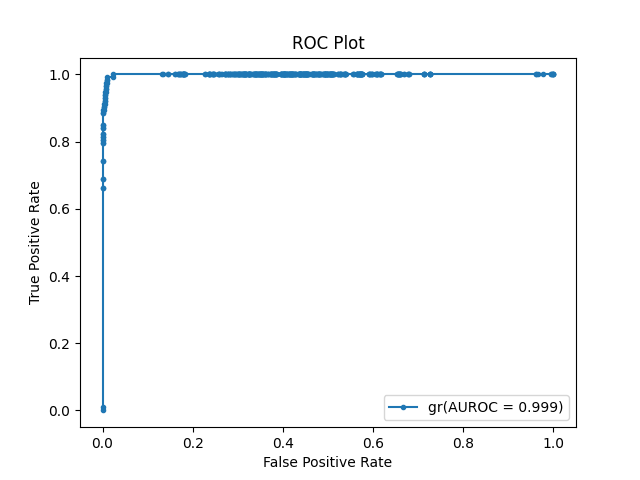 ROC Plot
True Positive Rate
1.0
0.8
0.6
0.4
0.2
0.0
0.0 0.2 0.4 0.6 0.8 1.0
False Positive Rate
gr(AUROC = 0.999)